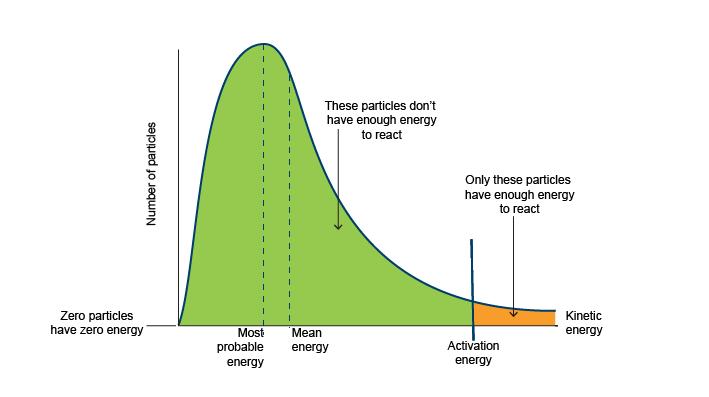 These particles don't
have enough energy
to react
Only these particles
have enough energy
to react
Number of particles
Zero particles
have zero energy
Most
probable
energy
Mean
energy
Activation
energy
Kinetic
energy